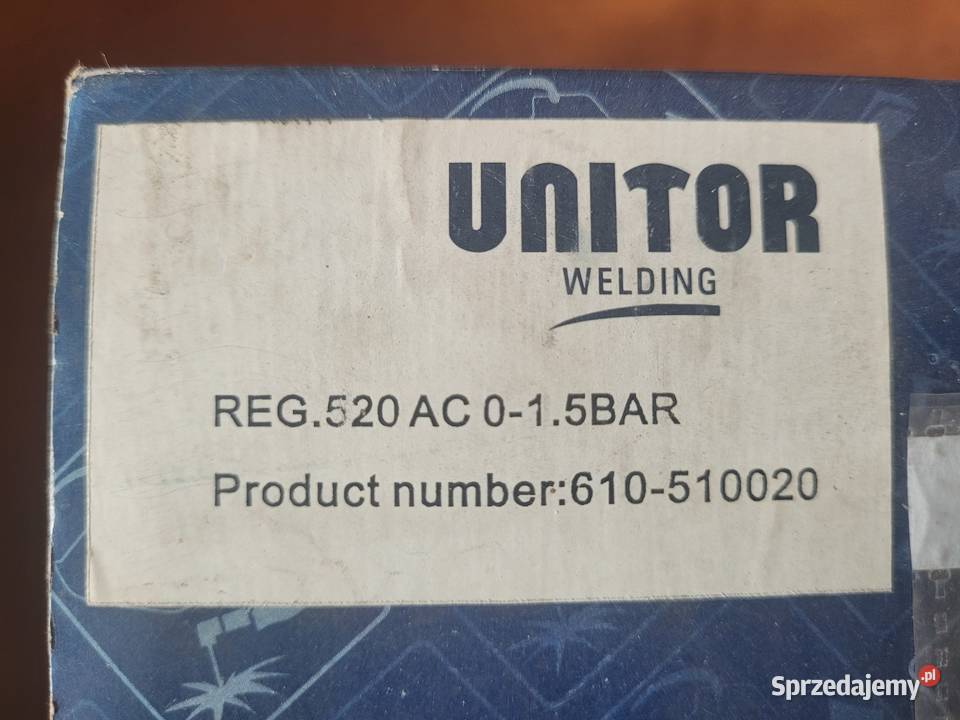 UNITOR
WELDING
REG.520 AC 0-1.5BAR
Product number:610-510020
Sprzedajemy.pl